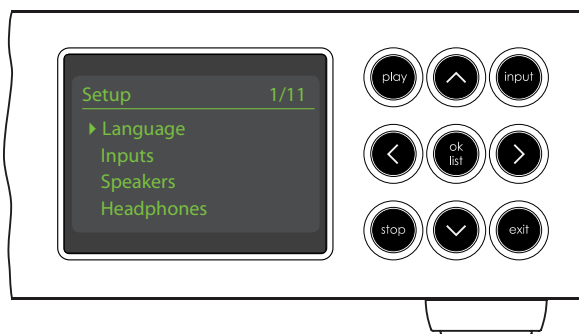 Setup 1/11
Language
Inputs
Speakers
Headphones
play
input
ok
list
stop
exit